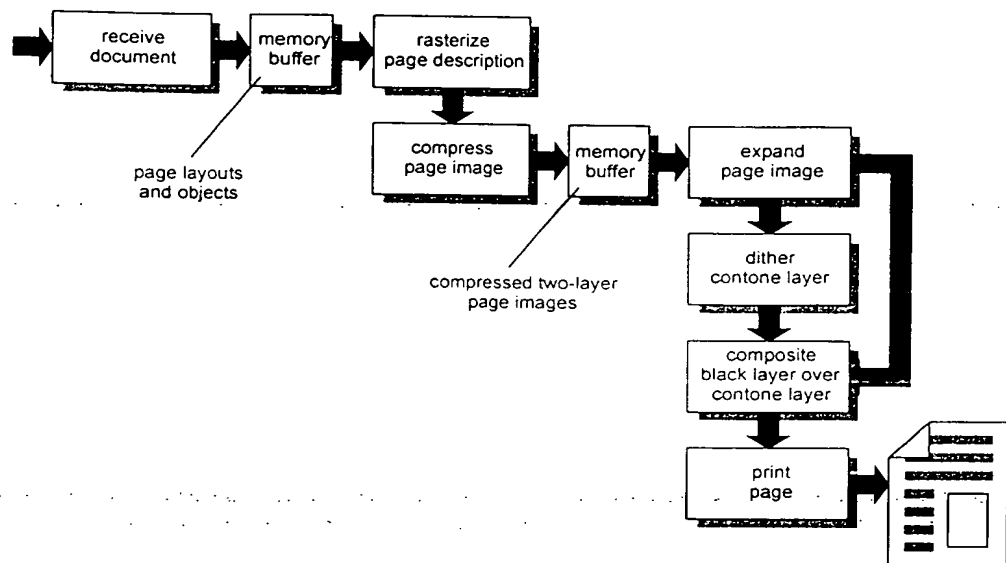 receive
document
memory
buffer
rasterize
page description
page layouts
and objects
compress
page image
memory
buffer
expand
page image
compressed two-layer
page images
dither
contone layer
composite
black layer over
contone layer
print
page